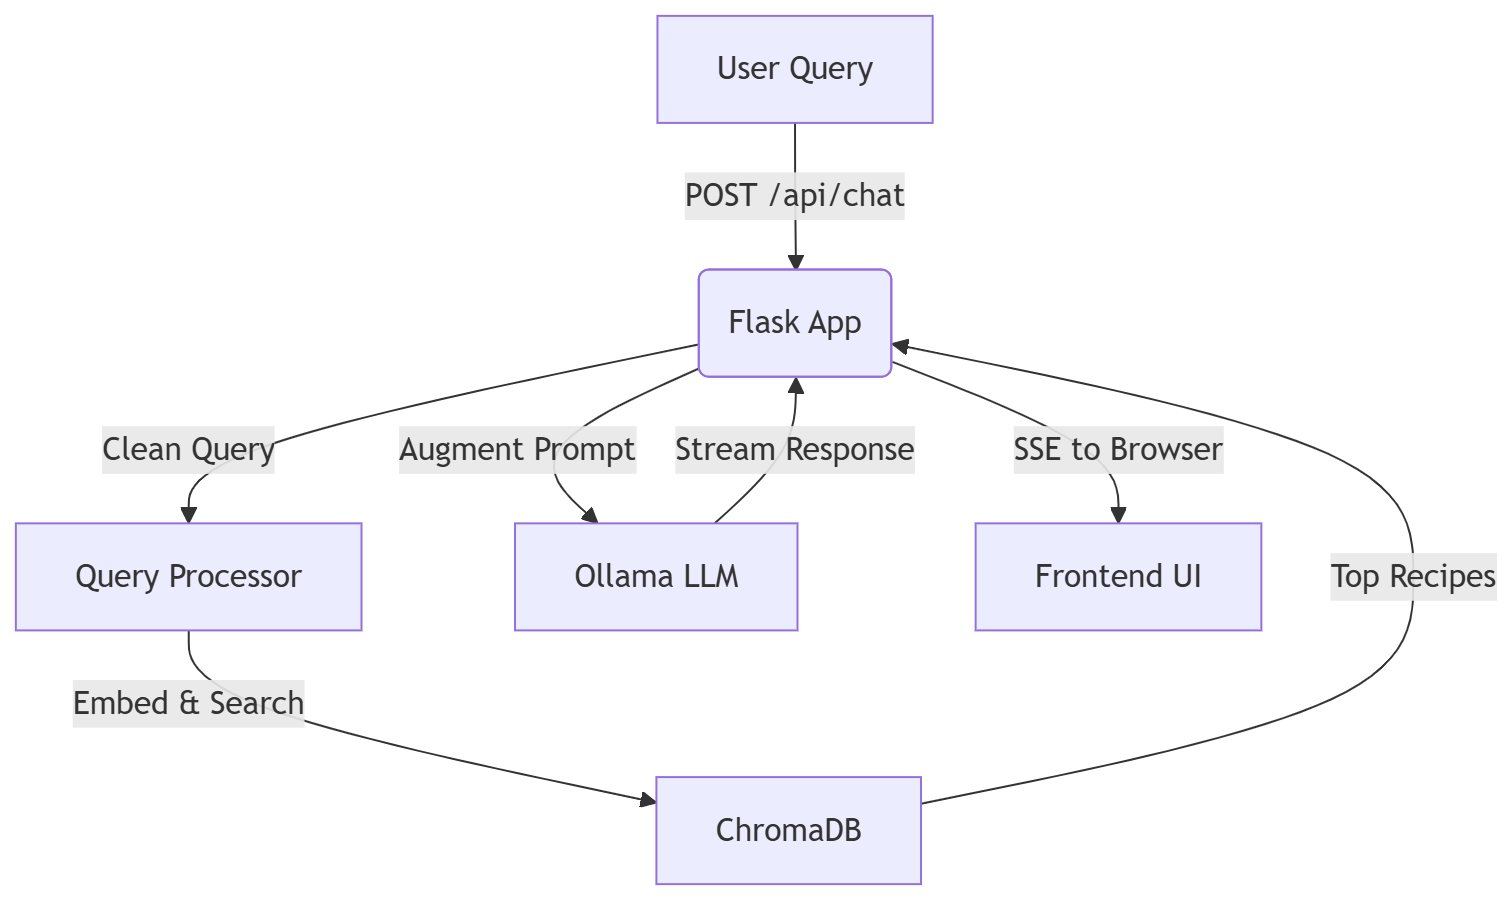 User Query
POST /api/chat
Flask App
Clean Query
Augment Prompt
Stream Response
SSE to Browser
Query Processor
Ollama LLM
Frontend UI
Top Recipes
Embed & Search
ChromaDB